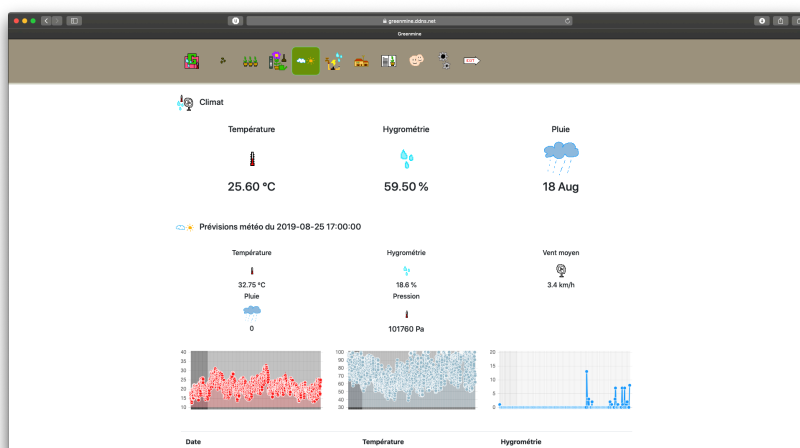 greenmine.ddns.net
Greenmine
EXIT
Climat
Température Hygrométrie Pluie
25.60 °C 59.50 % 18 Aug
Prévisions météo du 2019-08-25 17:00:00
Température Hygrométrie Vent moyen
32.75 °C 18.6 % 3.4 km/h
Pluie Pression
0 101760 Pa
40 35 30 25 20 15 10
100 90 80 70 60 50 40 30
20 15 10 5 0
Date Température Hygrométrie